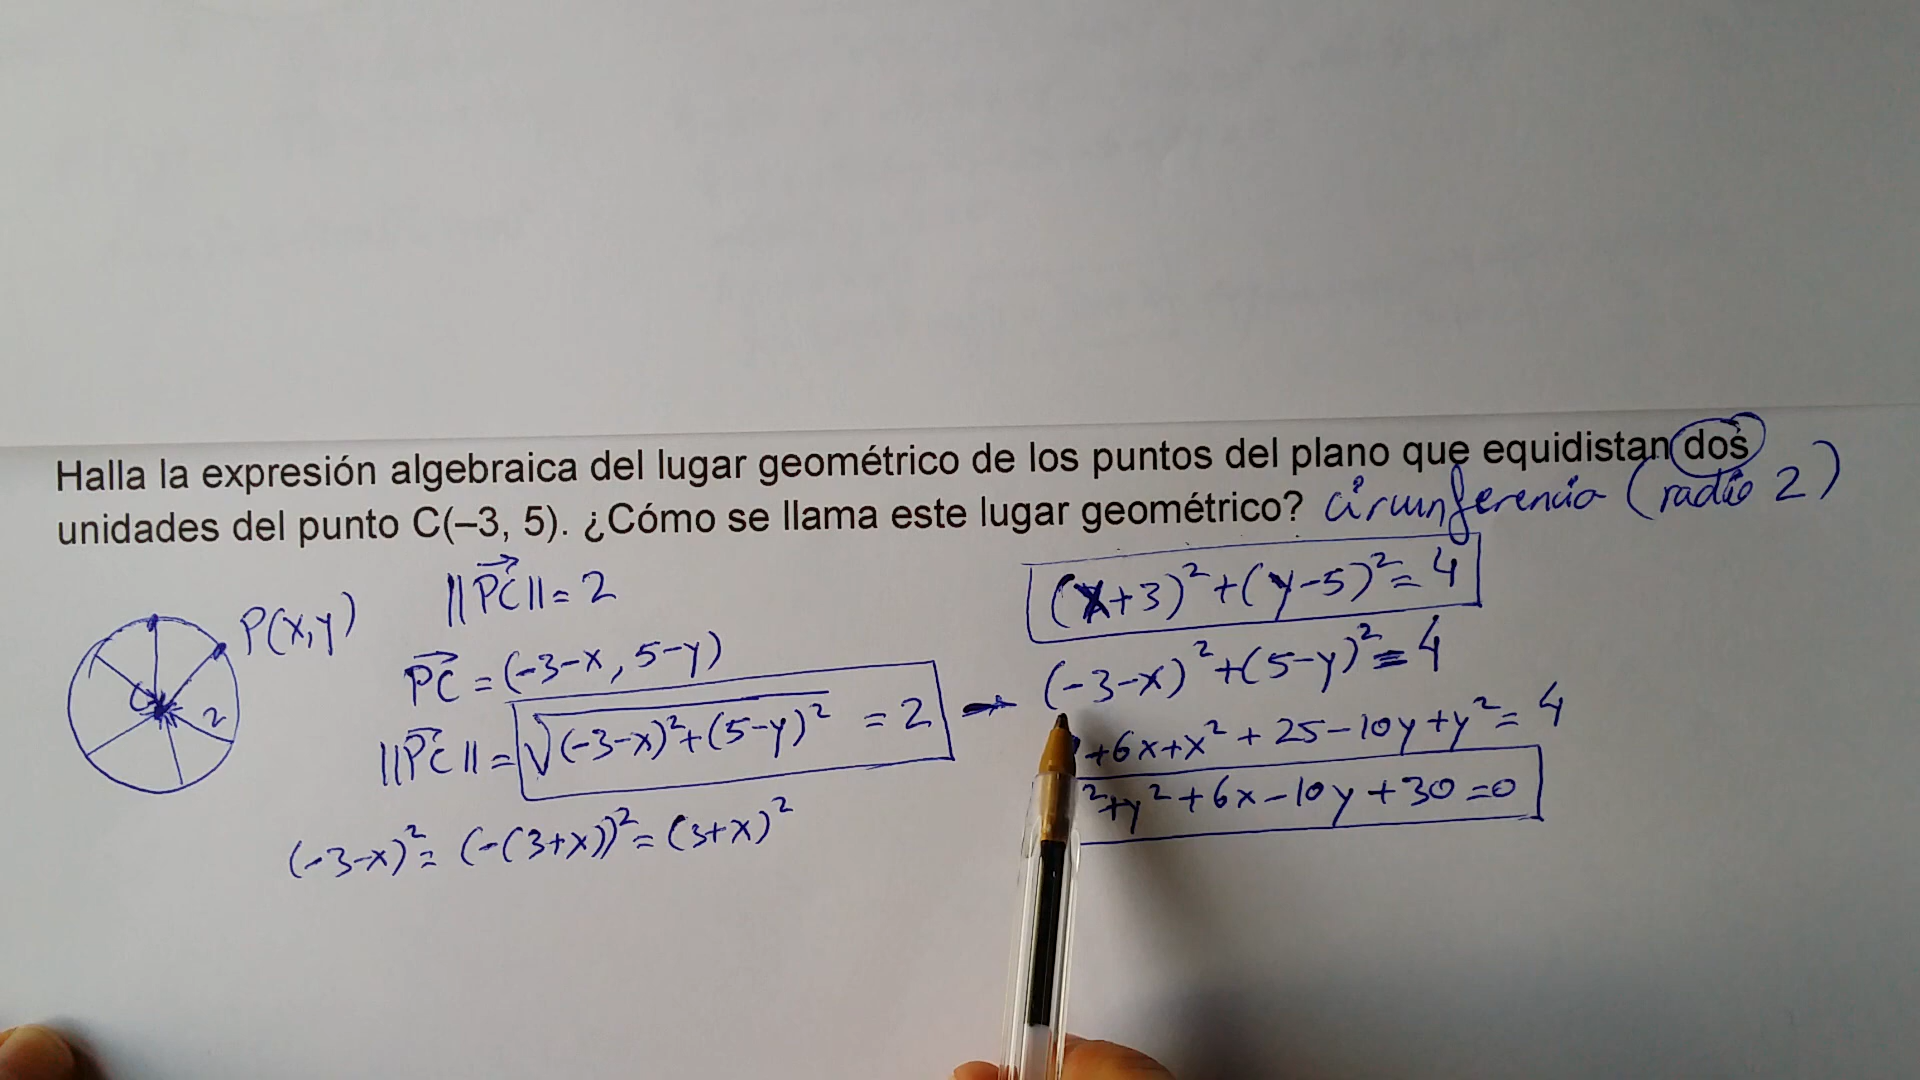 Halla la expresión algebraica del lugar geométrico de los puntos del plano que equidistan dos
unidades del punto C(–3, 5). ¿Cómo se llama este lugar geométrico? circunferencia (radio 2)
P(x,y)
C
2
||PC|| = 2
PC = (-3-x, 5-y)
||PC|| = √(-3-x)²+(5-y)² = 2
(-3-x)² = (-(3+x))² = (3+x)²
(x+3)²+(y-5)² = 4
(-3-x)²+(5-y)² = 4
+6x+x²+25-10y+y² = 4
²+y²+6x-10y+30=0